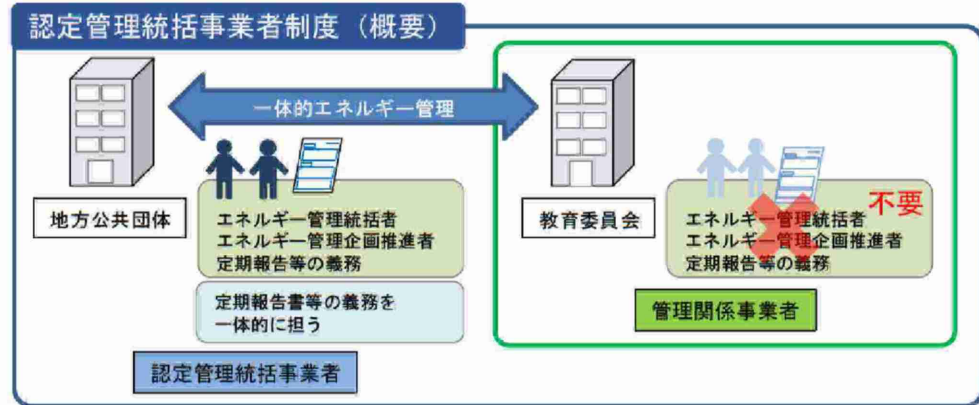 認定管理統括事業者制度（概要）
一体的エネルギー管理
地方公共団体
エネルギー管理統括者
エネルギー管理企画推進者
定期報告等の義務
定期報告書等の義務を
一体的に担う
認定管理統括事業者
教育委員会
不要
エネルギー管理統括者
エネルギー管理企画推進者
定期報告等の義務
管理関係事業者